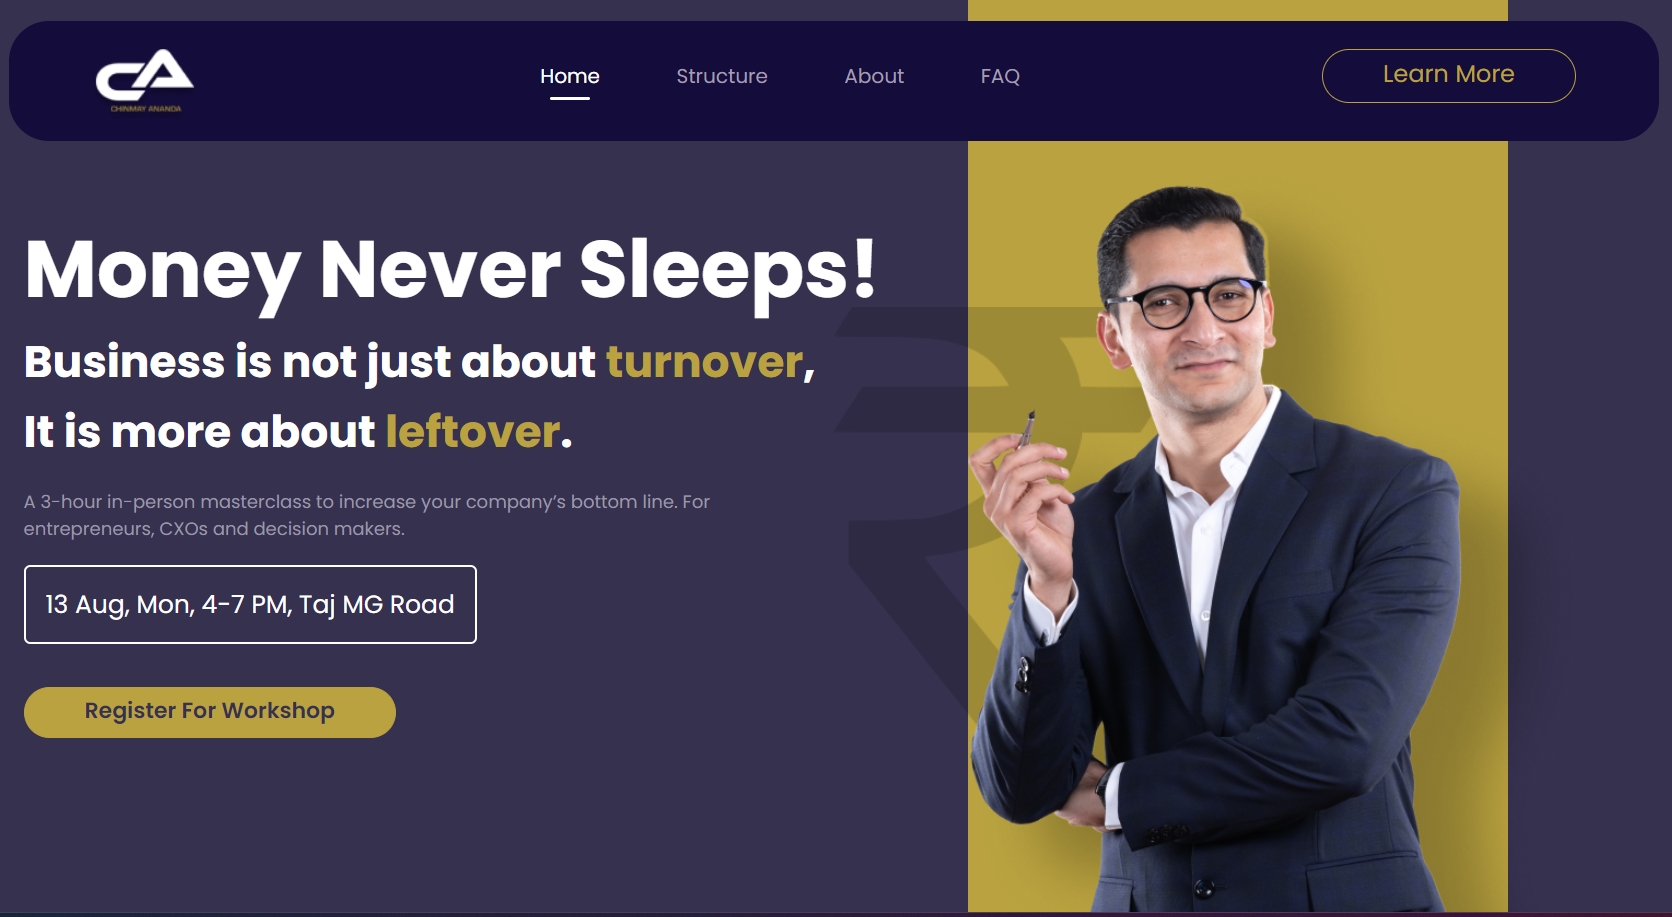 CA
CHINMAY ANANDA
Home
Structure
About
FAQ
Learn More
Money Never Sleeps!
Business is not just about turnover,
It is more about leftover.
A 3-hour in-person masterclass to increase your company’s bottom line. For
entrepreneurs, CXOs and decision makers.
13 Aug, Mon, 4-7 PM, Taj MG Road
Register For Workshop
₹